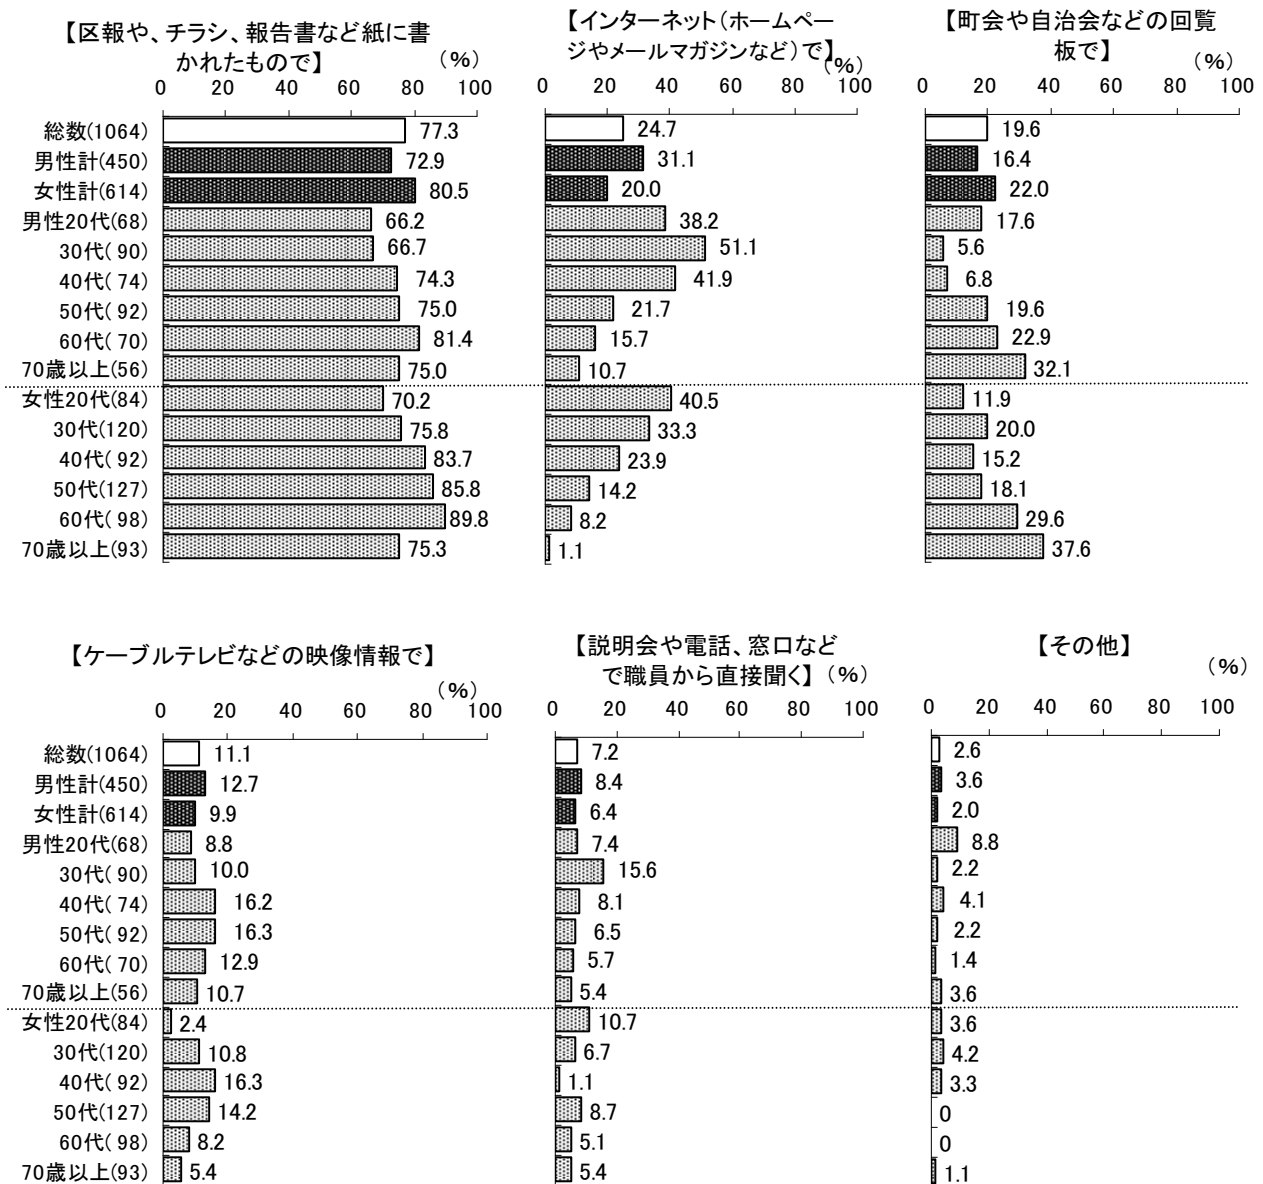 【区報や、チラシ、報告書など紙に書
かれたもので】
（%）
0 20 40 60 80 100
総数(1064) 77.3
男性計(450) 72.9
女性計(614) 80.5
男性20代(68) 66.2
30代( 90) 66.7
40代( 74) 74.3
50代( 92) 75.0
60代( 70) 81.4
70歳以上(56) 75.0
女性20代(84) 70.2
30代(120) 75.8
40代( 92) 83.7
50代(127) 85.8
60代( 98) 89.8
70歳以上(93) 75.3
【インターネット（ホームペー
ジやメールマガジンなど）で】
（%）
0 20 40 60 80 100
24.7
31.1
20.0
38.2
51.1
41.9
21.7
15.7
10.7
40.5
33.3
23.9
14.2
8.2
1.1
【町会や自治会などの回覧
板で】
（%）
0 20 40 60 80 100
19.6
16.4
22.0
17.6
5.6
6.8
19.6
22.9
32.1
11.9
20.0
15.2
18.1
29.6
37.6
【ケーブルテレビなどの映像情報で】
（%）
0 20 40 60 80 100
総数(1064) 11.1
男性計(450) 12.7
女性計(614) 9.9
男性20代(68) 8.8
30代( 90) 10.0
40代( 74) 16.2
50代( 92) 16.3
60代( 70) 12.9
70歳以上(56) 10.7
女性20代(84) 2.4
30代(120) 10.8
40代( 92) 16.3
50代(127) 14.2
60代( 98) 8.2
70歳以上(93) 5.4
【説明会や電話、窓口など
で職員から直接聞く】（%）
0 20 40 60 80 100
7.2
8.4
6.4
7.4
15.6
8.1
6.5
5.7
5.4
10.7
6.7
1.1
8.7
5.1
5.4
【その他】
（%）
0 20 40 60 80 100
2.6
3.6
2.0
8.8
2.2
4.1
2.2
1.4
3.6
3.6
4.2
3.3
0
0
1.1